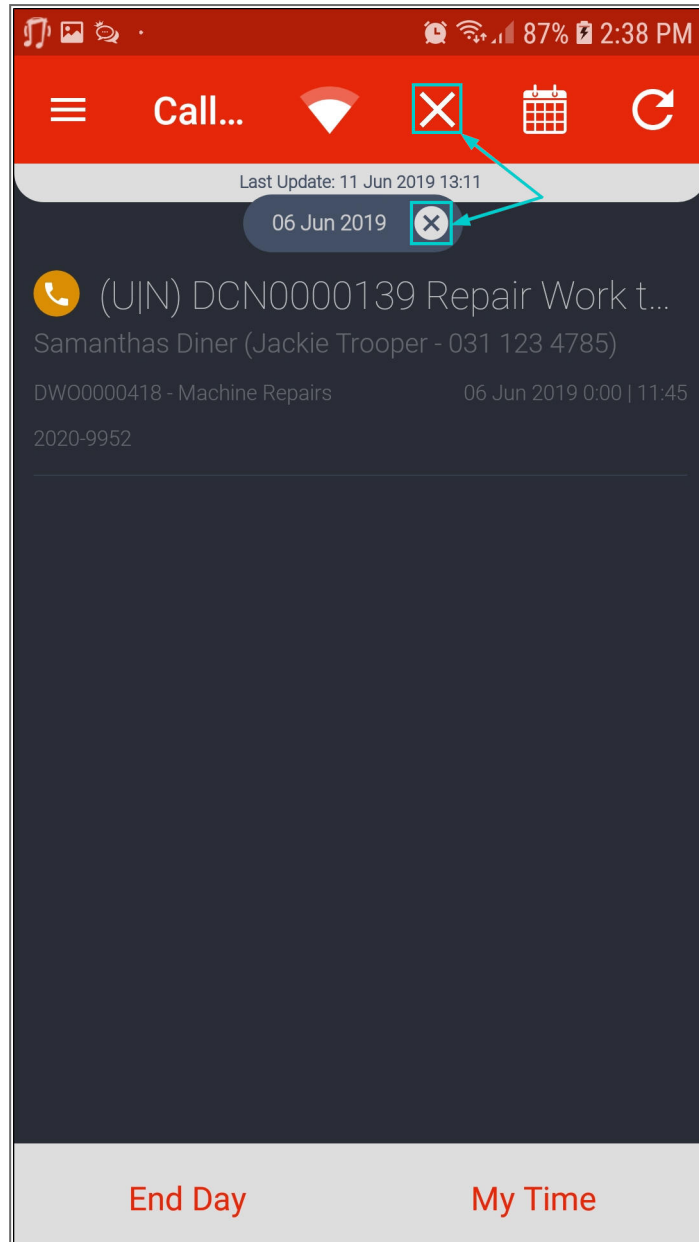 87% 2:38 PM
Call...
Last Update: 11 Jun 2019 13:11
06 Jun 2019
(U|N) DCN0000139 Repair Work t...
Samanthas Diner (Jackie Trooper - 031 123 4785)
DWO0000418 - Machine Repairs 06 Jun 2019 0:00 | 11:45
2020-9952
End Day My Time